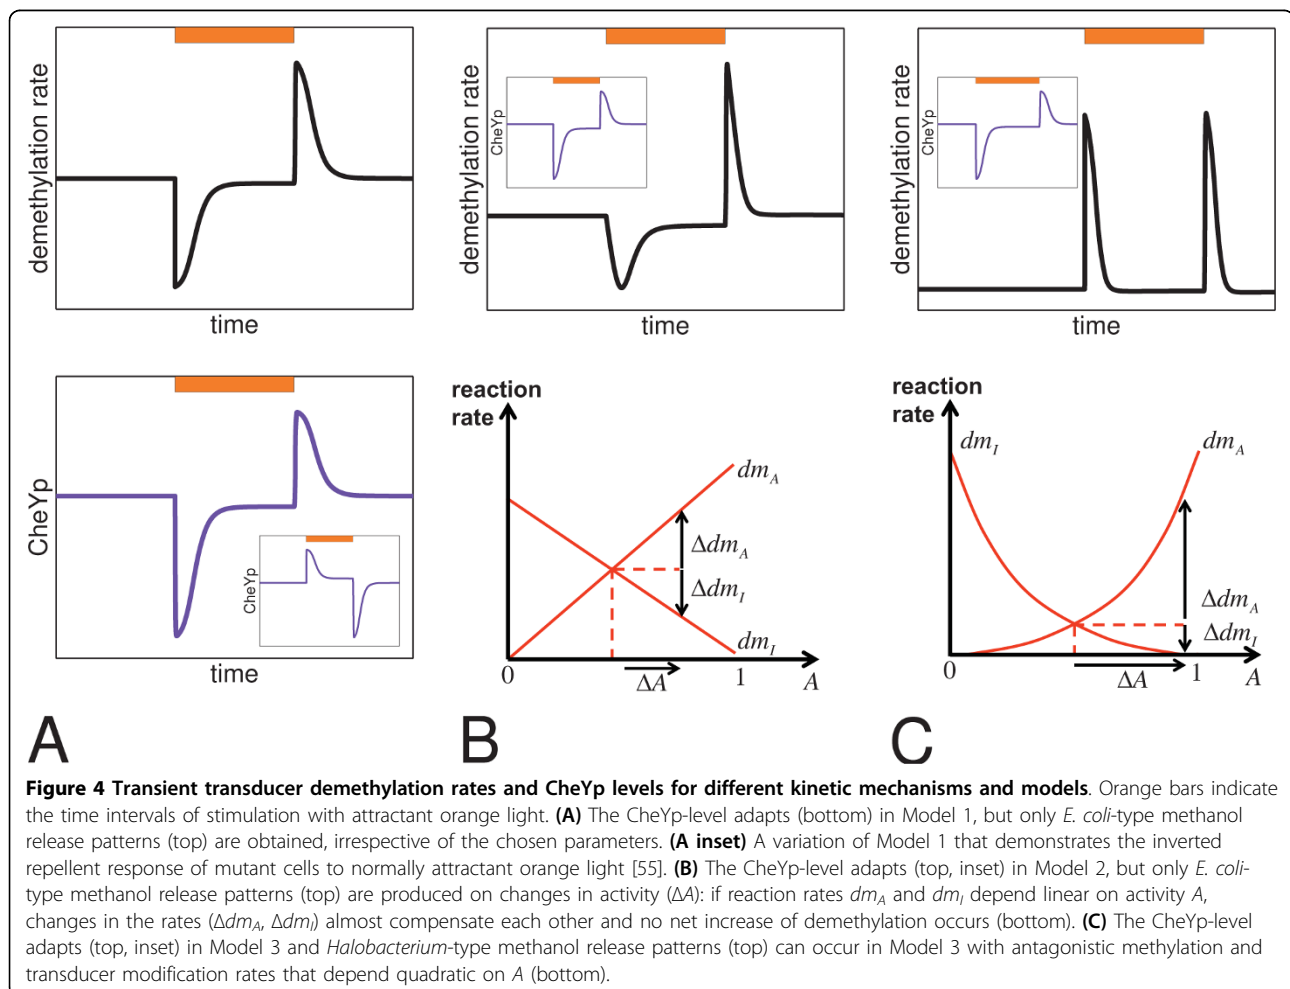 demethylation rate
time
CheYp
CheYp
time
A
demethylation rate
CheYp
time
reaction
rate
dm_A
Δdm_A
Δdm_I
dm_I
0
ΔA
1
A
B
demethylation rate
CheYp
time
reaction
rate
dm_I
dm_A
Δdm_A
Δdm_I
0
ΔA
1
A
C
Figure 4 Transient transducer demethylation rates and CheYp levels for different kinetic mechanisms and models. Orange bars indicate
the time intervals of stimulation with attractant orange light. (A) The CheYp-level adapts (bottom) in Model 1, but only E. coli-type methanol
release patterns (top) are obtained, irrespective of the chosen parameters. (A inset) A variation of Model 1 that demonstrates the inverted
repellent response of mutant cells to normally attractant orange light [55]. (B) The CheYp-level adapts (top, inset) in Model 2, but only E. coli-
type methanol release patterns (top) are produced on changes in activity (ΔA): if reaction rates dm_A and dm_I depend linear on activity A,
changes in the rates (Δdm_A, Δdm_I) almost compensate each other and no net increase of demethylation occurs (bottom). (C) The CheYp-level
adapts (top, inset) in Model 3 and Halobacterium-type methanol release patterns (top) can occur in Model 3 with antagonistic methylation and
transducer modification rates that depend quadratic on A (bottom).